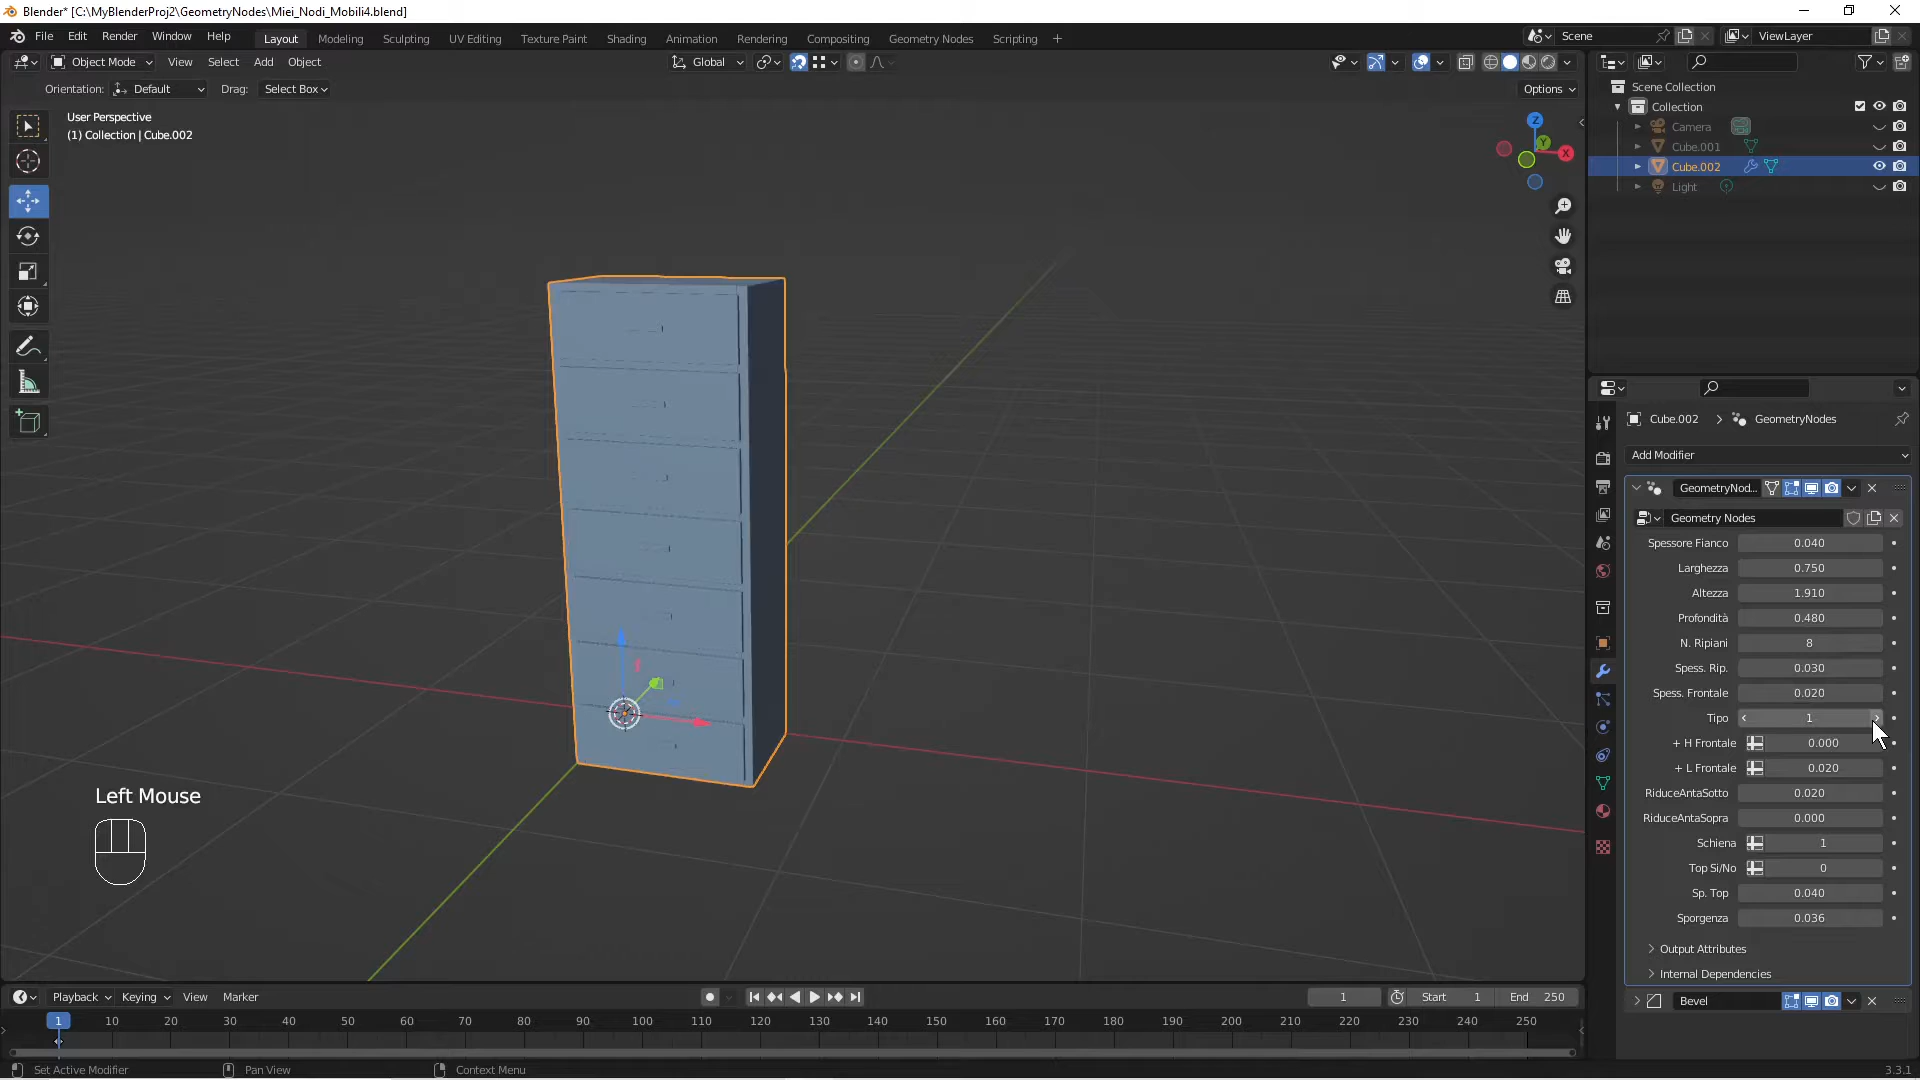 Blender* [C:\MyBlenderProj2\GeometryNodes\Miei_Nodi_Mobili4.blend]
File Edit Render Window Help Layout Modeling Sculpting UV Editing Texture Paint Shading Animation Rendering Compositing Geometry Nodes Scripting + Scene ViewLayer
Object Mode View Select Add Object Global
Orientation: Default Drag: Select Box Options
User Perspective
(1) Collection | Cube.002
Z
Y
X
Scene Collection
Collection
Camera
Cube.001
Cube.002
Light
Cube.002 > GeometryNodes
Add Modifier
GeometryNod...
Geometry Nodes
Spessore Fianco 0.040
Larghezza 0.750
Altezza 1.910
Profondità 0.480
N. Ripiani 8
Spess. Rip. 0.030
Spess. Frontale 0.020
Tipo 1
+ H Frontale 0.000
+ L Frontale 0.020
RiduceAntaSotto 0.020
RiduceAntaSopra 0.000
Schiena 1
Top Si/No 0
Sp. Top 0.040
Sporgenza 0.036
Output Attributes
Internal Dependencies
Bevel
Left Mouse
Playback Keying View Marker 1 Start 1 End 250
1 10 20 30 40 50 60 70 80 90 100 110 120 130 140 150 160 170 180 190 200 210 220 230 240 250
Set Active Modifier Pan View Context Menu 3.3.1